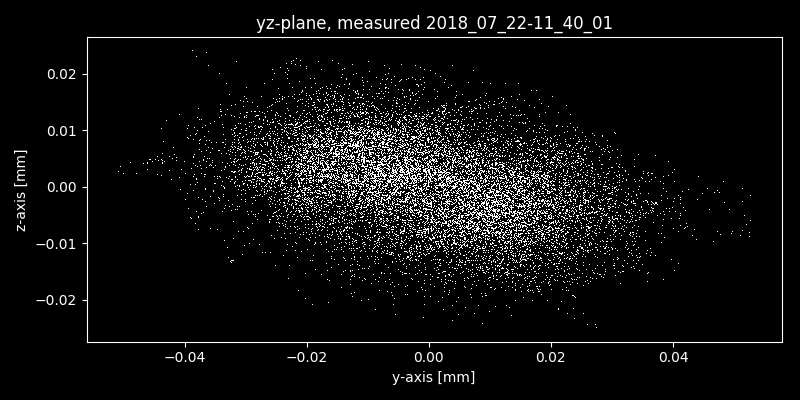 yz-plane, measured 2018_07_22-11_40_01
z-axis [mm]
0.02
0.01
0.00
−0.01
−0.02
−0.04 −0.02 0.00 0.02 0.04
y-axis [mm]